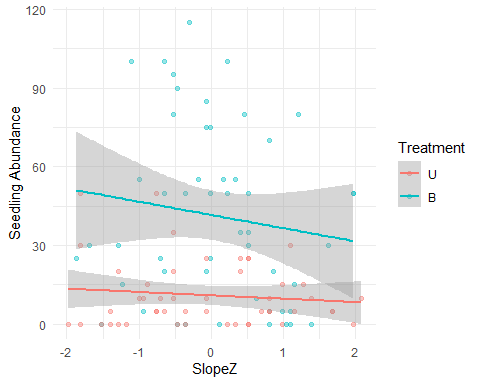 120
90
60
30
0
Seedling Abundance
-2 -1 0 1 2
SlopeZ
Treatment
U
B